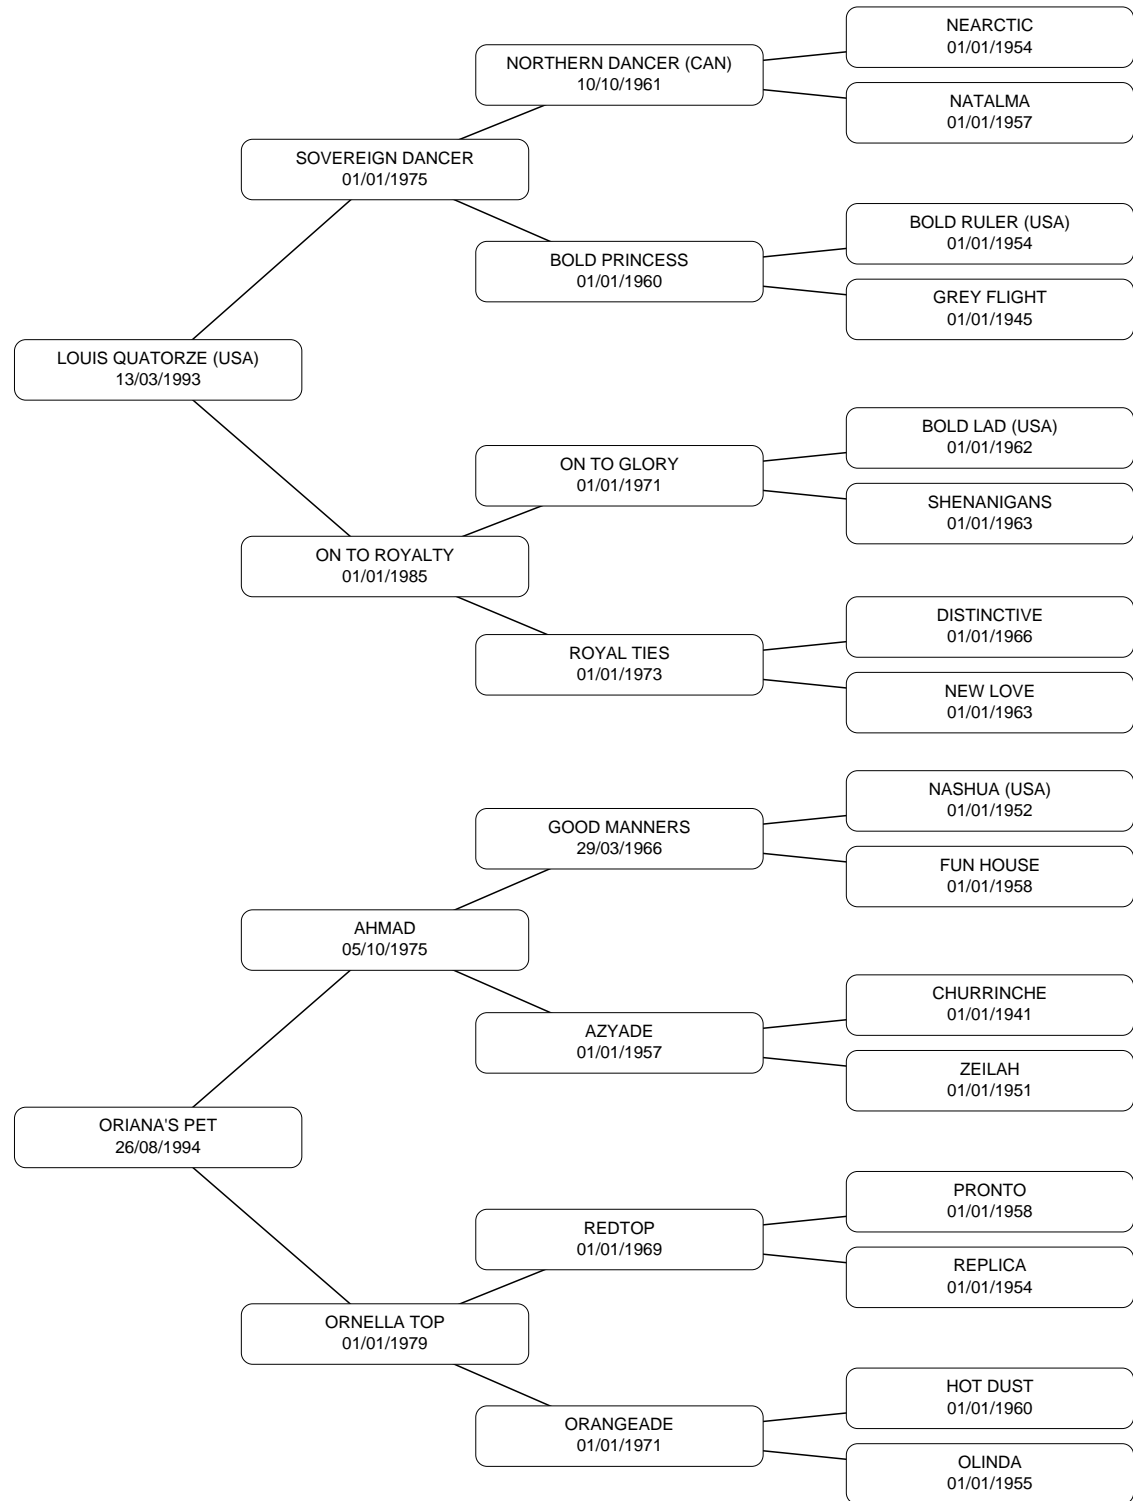 NEARCTIC
01/01/1954
NORTHERN DANCER (CAN)
10/10/1961
NATALMA
01/01/1957
SOVEREIGN DANCER
01/01/1975
BOLD RULER (USA)
01/01/1954
BOLD PRINCESS
01/01/1960
GREY FLIGHT
01/01/1945
LOUIS QUATORZE (USA)
13/03/1993
BOLD LAD (USA)
01/01/1962
ON TO GLORY
01/01/1971
SHENANIGANS
01/01/1963
ON TO ROYALTY
01/01/1985
DISTINCTIVE
01/01/1966
ROYAL TIES
01/01/1973
NEW LOVE
01/01/1963
NASHUA (USA)
01/01/1952
GOOD MANNERS
29/03/1966
FUN HOUSE
01/01/1958
AHMAD
05/10/1975
CHURRINCHE
01/01/1941
AZYADE
01/01/1957
ZEILAH
01/01/1951
ORIANA'S PET
26/08/1994
PRONTO
01/01/1958
REDTOP
01/01/1969
REPLICA
01/01/1954
ORNELLA TOP
01/01/1979
HOT DUST
01/01/1960
ORANGEADE
01/01/1971
OLINDA
01/01/1955